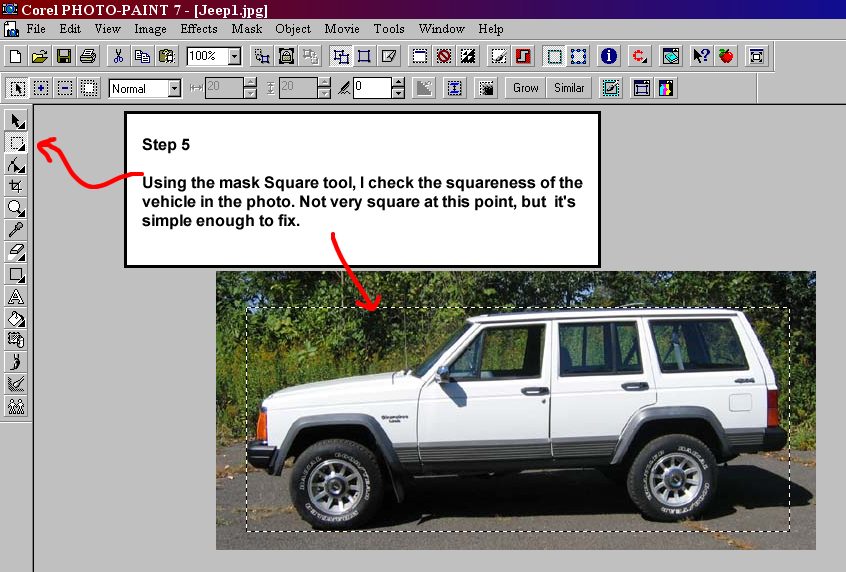 Corel PHOTO-PAINT 7 - [Jeep1.jpg]
File Edit View Image Effects Mask Object Movie Tools Window Help
100%
Normal 20 20 0 Grow Similar
Step 5
Using the mask Square tool, I check the squareness of the
vehicle in the photo. Not very square at this point, but it's
simple enough to fix.
4X4